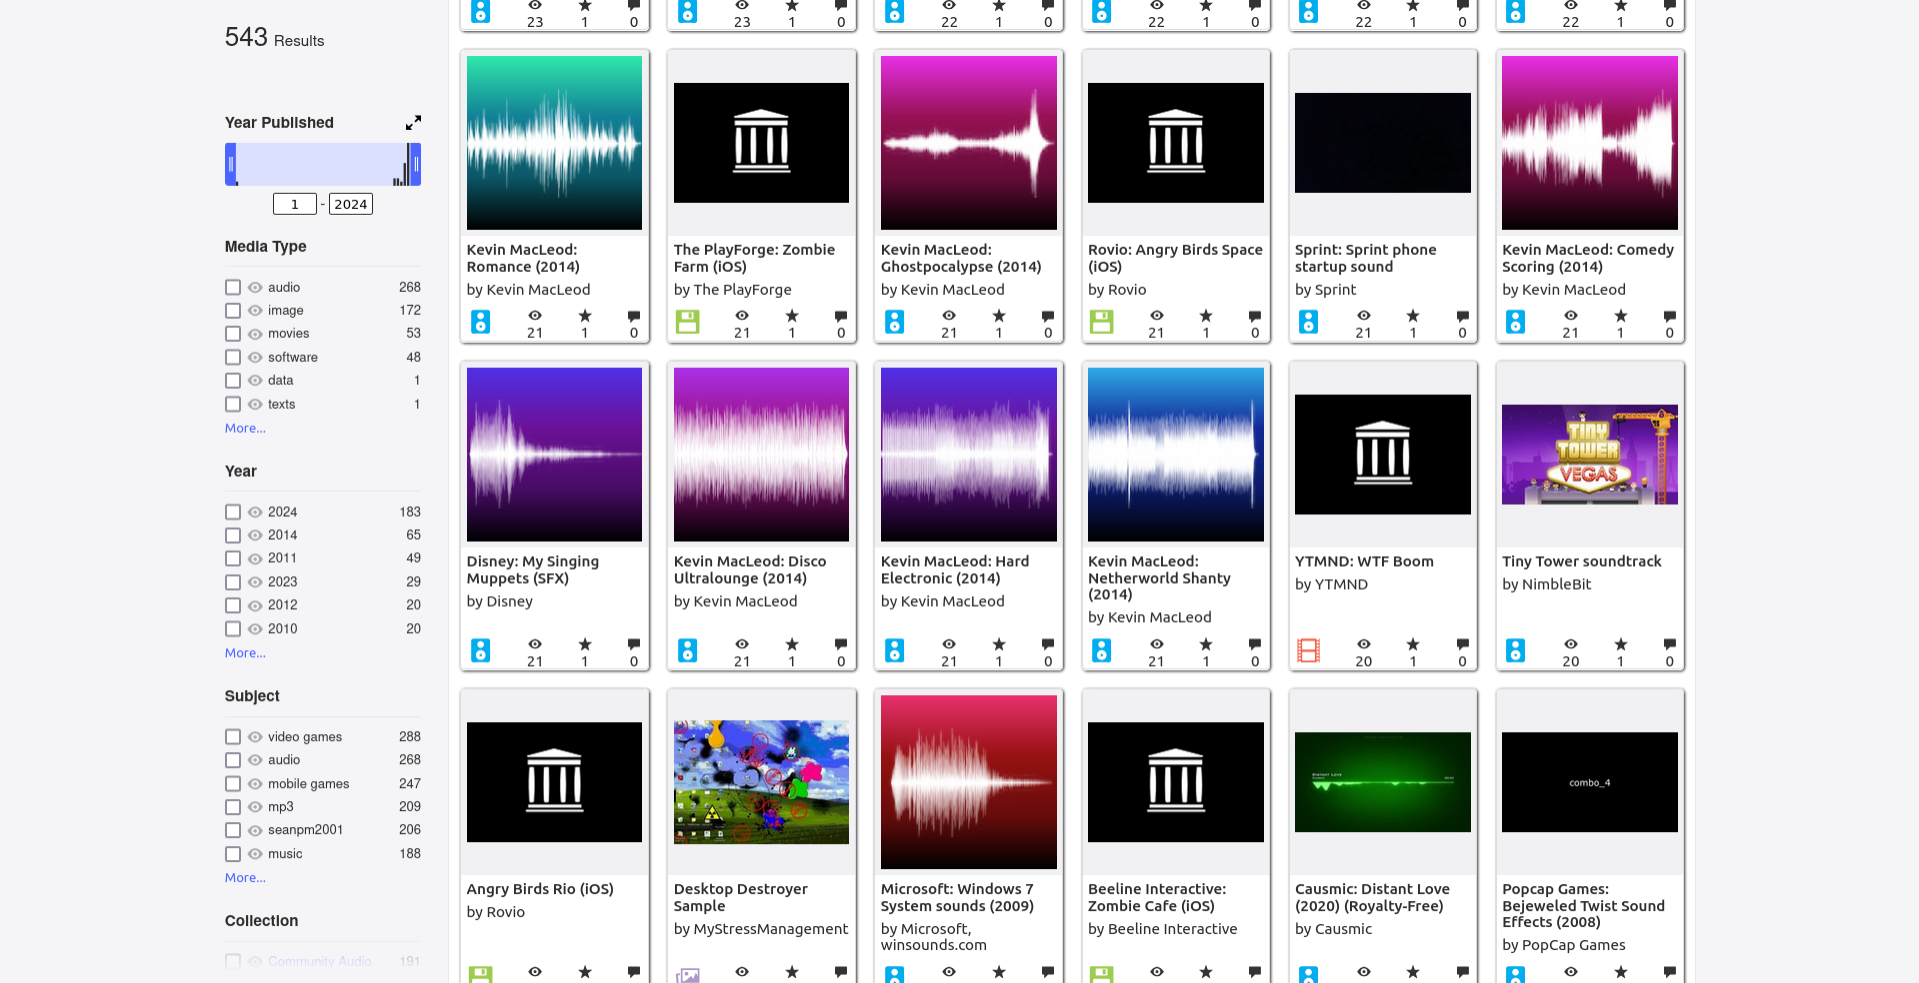 543 Results
Year Published
1 - 2024
Media Type
audio 268
image 172
movies 53
software 48
data 1
texts 1
More...
Year
2024 183
2014 65
2011 49
2023 29
2012 20
2010 20
More...
Subject
video games 288
audio 268
mobile games 247
mp3 209
seanpm2001 206
music 188
More...
Collection
Community Audio 191
23 1 0
23 1 0
22 1 0
22 1 0
22 1 0
22 1 0
Kevin MacLeod:
Romance (2014)
by Kevin MacLeod
21 1 0
The PlayForge: Zombie
Farm (iOS)
by The PlayForge
21 1 0
Kevin MacLeod:
Ghostpocalypse (2014)
by Kevin MacLeod
21 1 0
Rovio: Angry Birds Space
(iOS)
by Rovio
21 1 0
Sprint: Sprint phone
startup sound
by Sprint
21 1 0
Kevin MacLeod: Comedy
Scoring (2014)
by Kevin MacLeod
21 1 0
Disney: My Singing
Muppets (SFX)
by Disney
21 1 0
Kevin MacLeod: Disco
Ultralounge (2014)
by Kevin MacLeod
21 1 0
Kevin MacLeod: Hard
Electronic (2014)
by Kevin MacLeod
21 1 0
Kevin MacLeod:
Netherworld Shanty
(2014)
by Kevin MacLeod
21 1 0
YTMND: WTF Boom
by YTMND
20 1 0
TINY
TOWER
VEGAS
Tiny Tower soundtrack
by NimbleBit
20 1 0
Angry Birds Rio (iOS)
by Rovio
Desktop Destroyer
Sample
by MyStressManagement
Microsoft: Windows 7
System sounds (2009)
by Microsoft,
winsounds.com
Beeline Interactive:
Zombie Cafe (iOS)
by Beeline Interactive
Distant Love
Causmic: Distant Love
(2020) (Royalty-Free)
by Causmic
combo_4
Popcap Games:
Bejeweled Twist Sound
Effects (2008)
by PopCap Games